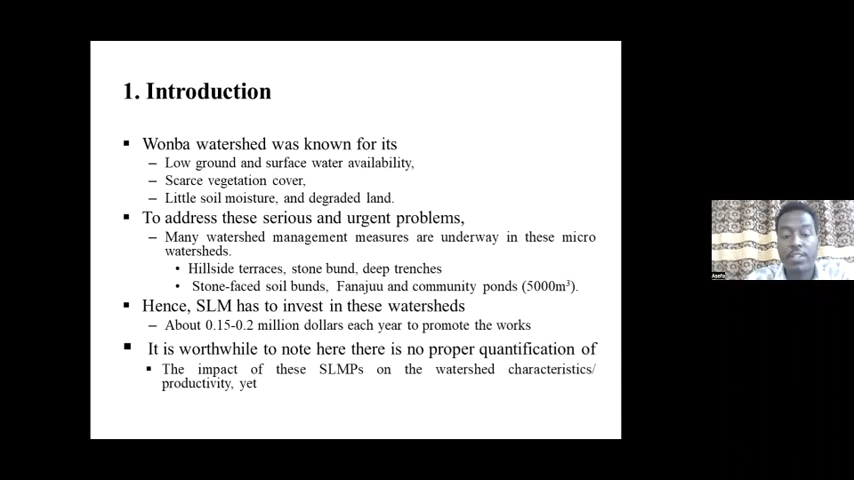 1. Introduction
▪ Wonba watershed was known for its
– Low ground and surface water availability,
– Scarce vegetation cover,
– Little soil moisture, and degraded land.
▪ To address these serious and urgent problems,
– Many watershed management measures are underway in these micro
watersheds.
• Hillside terraces, stone bund, deep trenches
• Stone-faced soil bunds, Fanajuu and community ponds (5000m³).
▪ Hence, SLM has to invest in these watersheds
– About 0.15-0.2 million dollars each year to promote the works
▪ It is worthwhile to note here there is no proper quantification of
▪ The impact of these SLMPs on the watershed characteristics/
productivity, yet
Asefa